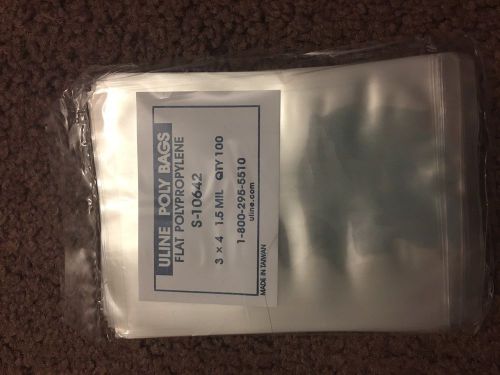 ULINE POLY BAGS
FLAT POLYPROPYLENE
S-10642
3 × 4 1.5 MIL QTY 100
1-800-295-5510
uline.com
MADE IN TAIWAN